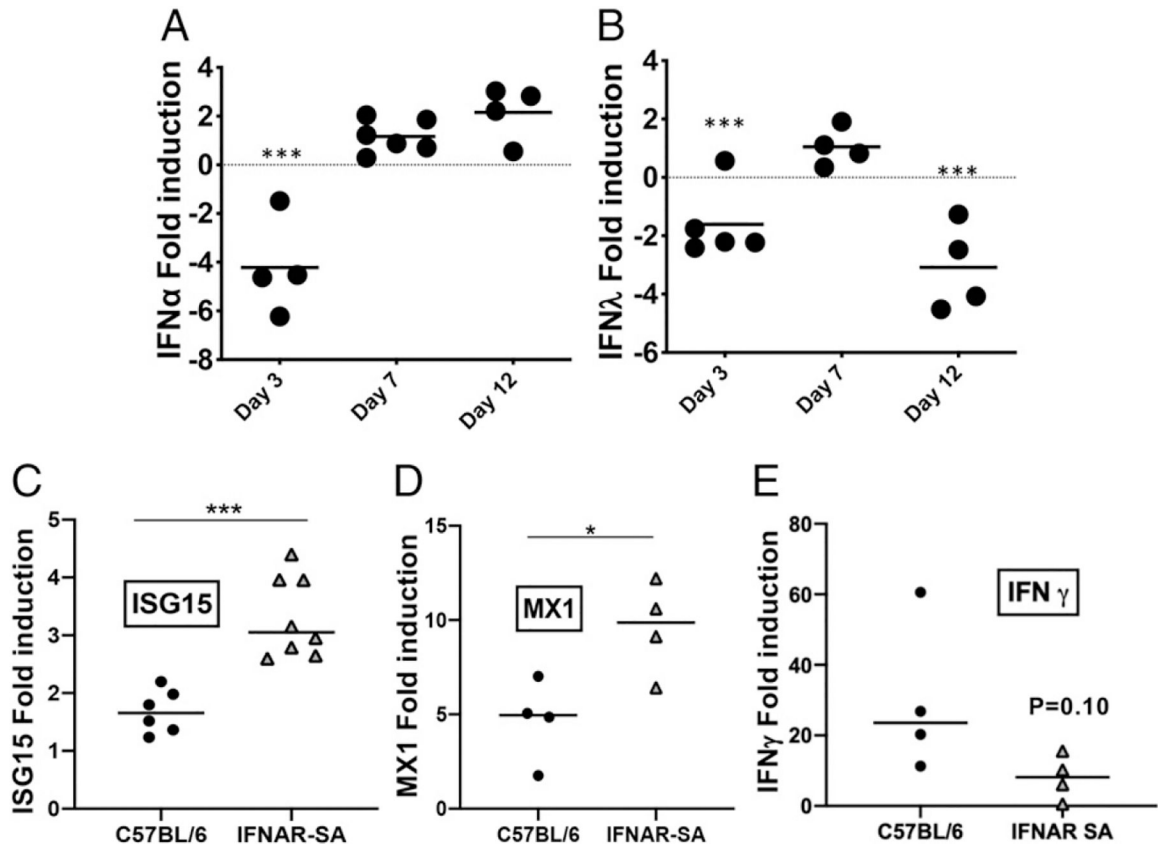 A
IFNα Fold induction
4
2
0
-2
-4
-6
-8
***
Day 3
Day 7
Day 12
B
IFNλ Fold induction
4
2
0
-2
-4
-6
***
***
Day 3
Day 7
Day 12
C
ISG15 Fold induction
5
4
3
2
1
0
***
ISG15
C57BL/6
IFNAR-SA
D
MX1 Fold induction
15
10
5
0
*
MX1
C57BL/6
IFNAR-SA
E
IFNγ Fold induction
80
60
40
20
0
IFN γ
P=0.10
C57BL/6
IFNAR SA